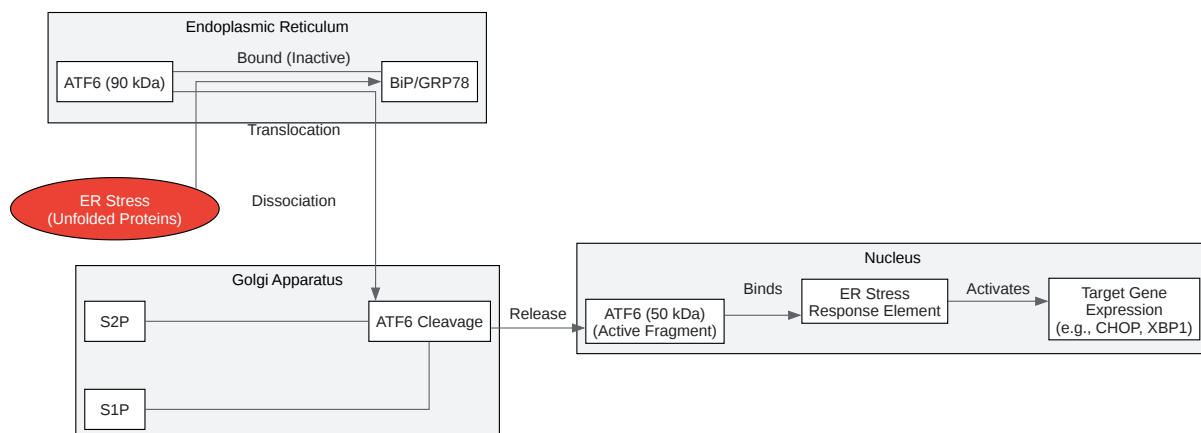 Endoplasmic Reticulum
Bound (Inactive)
ATF6 (90 kDa)
BiP/GRP78
Translocation
ER Stress
(Unfolded Proteins)
Dissociation
Golgi Apparatus
S2P
ATF6 Cleavage
S1P
Release
Nucleus
ATF6 (50 kDa)
(Active Fragment)
Binds
ER Stress
Response Element
Activates
Target Gene
Expression
(e.g., CHOP, XBP1)